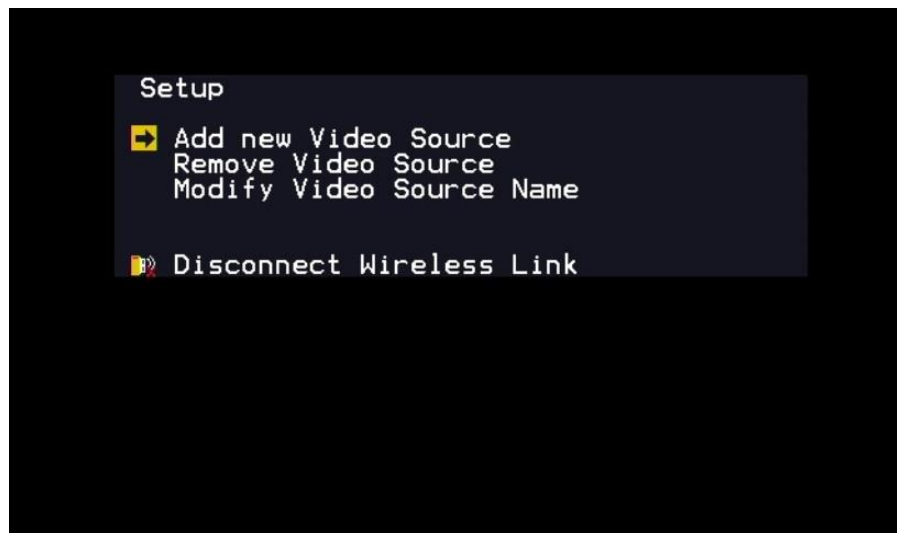 Setup
Add new Video Source
Remove Video Source
Modify Video Source Name
Disconnect Wireless Link